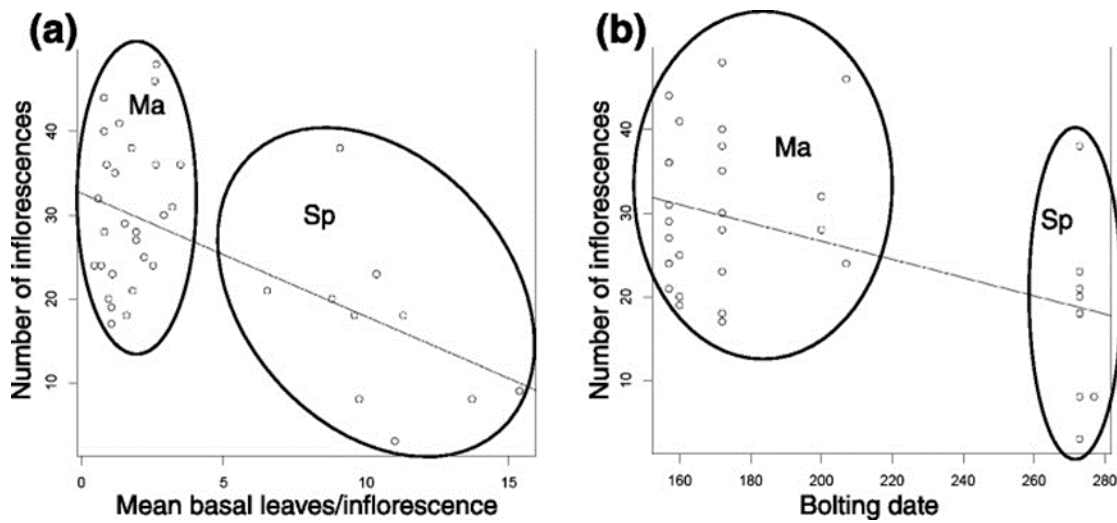 (a)
Number of inflorescences
40
30
20
10
Ma
Sp
0 5 10 15
Mean basal leaves/inflorescence
(b)
Number of inflorescences
40
30
20
10
Ma
Sp
160 180 200 220 240 260 280
Bolting date